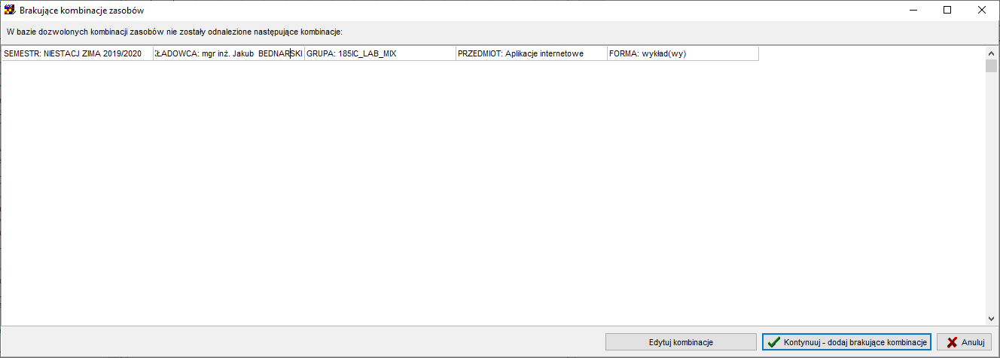 Brakujące kombinacje zasobów
W bazie dozwolonych kombinacji zasobów nie zostały odnalezione następujące kombinacje:
SEMESTR: NIESTACJ ZIMA 2019/2020 KŁADOWCA: mgr inż. Jakub BEDNARSKI GRUPA: 185IC_LAB_MIX PRZEDMIOT: Aplikacje internetowe FORMA: wykład(wy)
Edytuj kombinacje Kontynuuj - dodaj brakujące kombinacje Anuluj